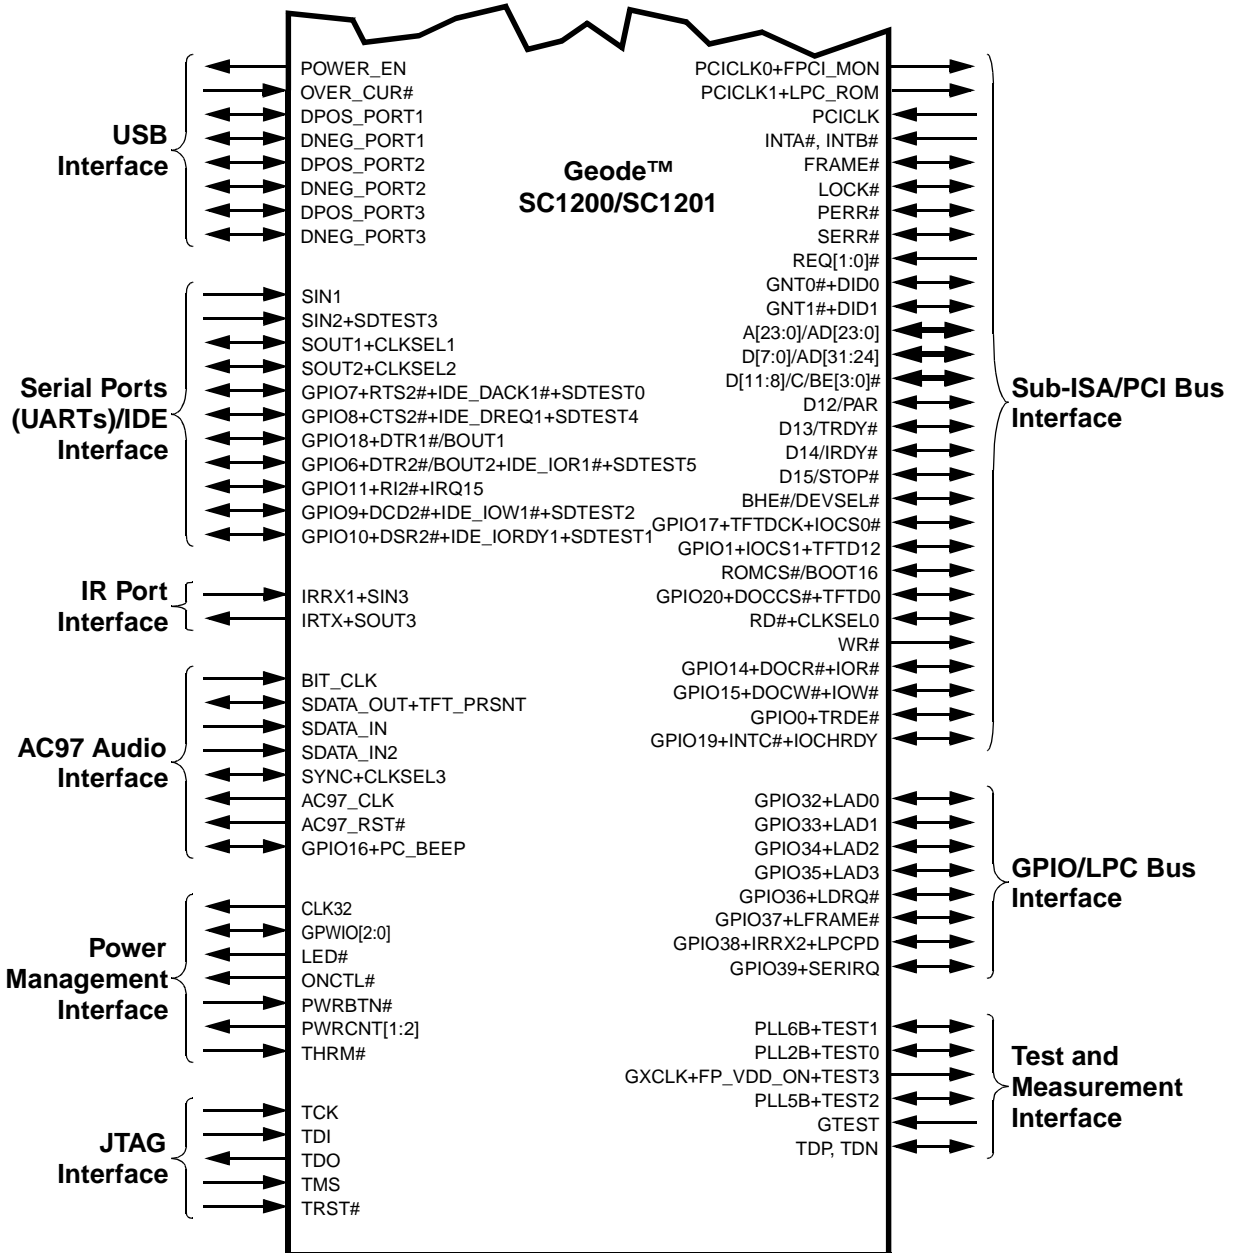 Geode™
SC1200/SC1201
USB
Interface
POWER_EN
OVER_CUR#
DPOS_PORT1
DNEG_PORT1
DPOS_PORT2
DNEG_PORT2
DPOS_PORT3
DNEG_PORT3
Serial Ports
(UARTs)/IDE
Interface
SIN1
SIN2+SDTEST3
SOUT1+CLKSEL1
SOUT2+CLKSEL2
GPIO7+RTS2#+IDE_DACK1#+SDTEST0
GPIO8+CTS2#+IDE_DREQ1+SDTEST4
GPIO18+DTR1#/BOUT1
GPIO6+DTR2#/BOUT2+IDE_IOR1#+SDTEST5
GPIO11+RI2#+IRQ15
GPIO9+DCD2#+IDE_IOW1#+SDTEST2
GPIO10+DSR2#+IDE_IORDY1+SDTEST1
IR Port
Interface
IRRX1+SIN3
IRTX+SOUT3
AC97 Audio
Interface
BIT_CLK
SDATA_OUT+TFT_PRSNT
SDATA_IN
SDATA_IN2
SYNC+CLKSEL3
AC97_CLK
AC97_RST#
GPIO16+PC_BEEP
Power
Management
Interface
CLK32
GPWIO[2:0]
LED#
ONCTL#
PWRBTN#
PWRCNT[1:2]
THRM#
JTAG
Interface
TCK
TDI
TDO
TMS
TRST#
PCICLK0+FPCI_MON
PCICLK1+LPC_ROM
PCICLK
INTA#, INTB#
FRAME#
LOCK#
PERR#
SERR#
REQ[1:0]#
GNT0#+DID0
GNT1#+DID1
A[23:0]/AD[23:0]
D[7:0]/AD[31:24]
D[11:8]/C/BE[3:0]#
D12/PAR
D13/TRDY#
D14/IRDY#
D15/STOP#
BHE#/DEVSEL#
GPIO17+TFTDCK+IOCS0#
GPIO1+IOCS1+TFTD12
ROMCS#/BOOT16
GPIO20+DOCCS#+TFTD0
RD#+CLKSEL0
WR#
GPIO14+DOCR#+IOR#
GPIO15+DOCW#+IOW#
GPIO0+TRDE#
GPIO19+INTC#+IOCHRDY
Sub-ISA/PCI Bus
Interface
GPIO32+LAD0
GPIO33+LAD1
GPIO34+LAD2
GPIO35+LAD3
GPIO36+LDRQ#
GPIO37+LFRAME#
GPIO38+IRRX2+LPCPD
GPIO39+SERIRQ
GPIO/LPC Bus
Interface
PLL6B+TEST1
PLL2B+TEST0
GXCLK+FP_VDD_ON+TEST3
PLL5B+TEST2
GTEST
TDP, TDN
Test and
Measurement
Interface